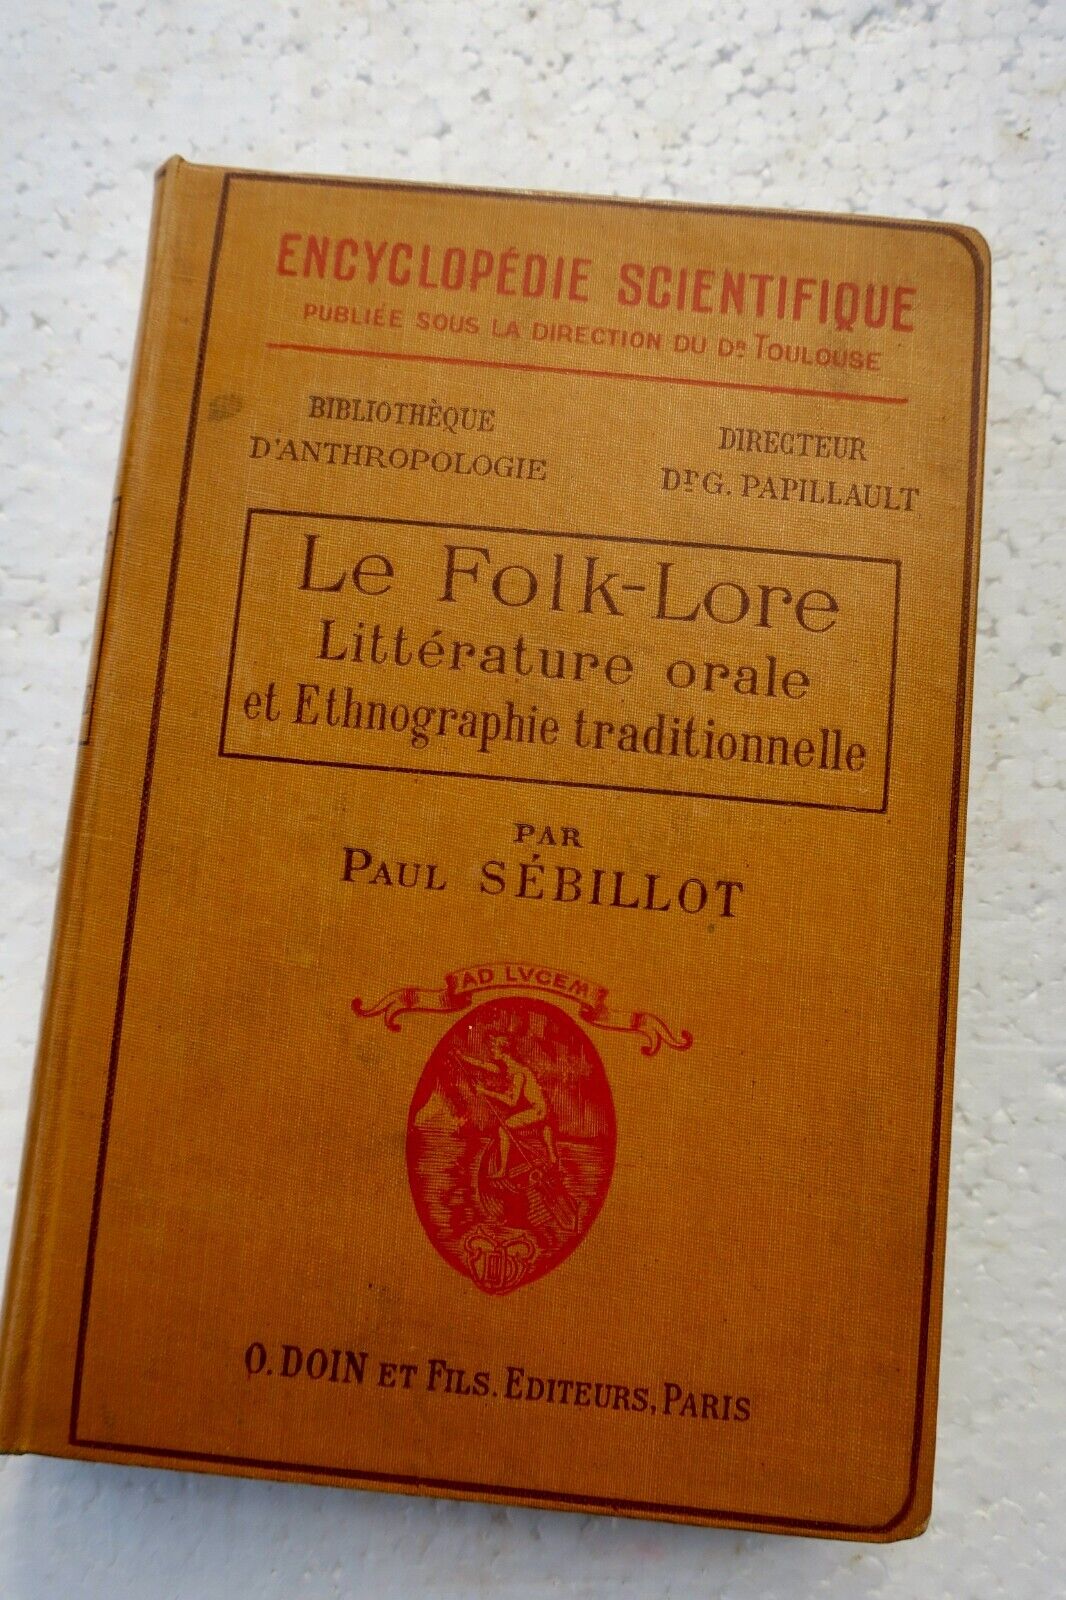 ENCYCLOPÉDIE SCIENTIFIQUE
PUBLIÉE SOUS LA DIRECTION DU DR TOULOUSE
BIBLIOTHÈQUE
D'ANTHROPOLOGIE
DIRECTEUR
Dr G. PAPILLAULT
Le Folk-Lore
Littérature orale
et Ethnographie traditionnelle
PAR
PAUL SÉBILLOT
AD LVCEM
O. DOIN ET FILS. EDITEURS, PARIS